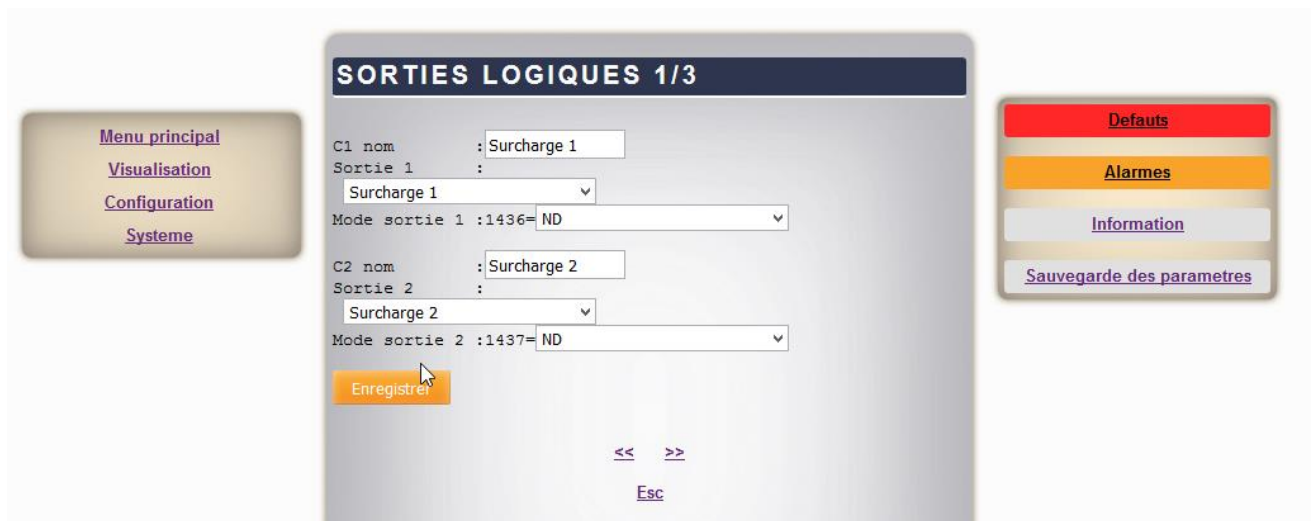 SORTIES LOGIQUES 1/3
Menu principal
Visualisation
Configuration
Systeme
C1 nom :Surcharge 1
Sortie 1 :
Surcharge 1
Mode sortie 1 :1436=ND
C2 nom :Surcharge 2
Sortie 2 :
Surcharge 2
Mode sortie 2 :1437=ND
Enregistrer
<< >>
Esc
Defauts
Alarmes
Information
Sauvegarde des parametres